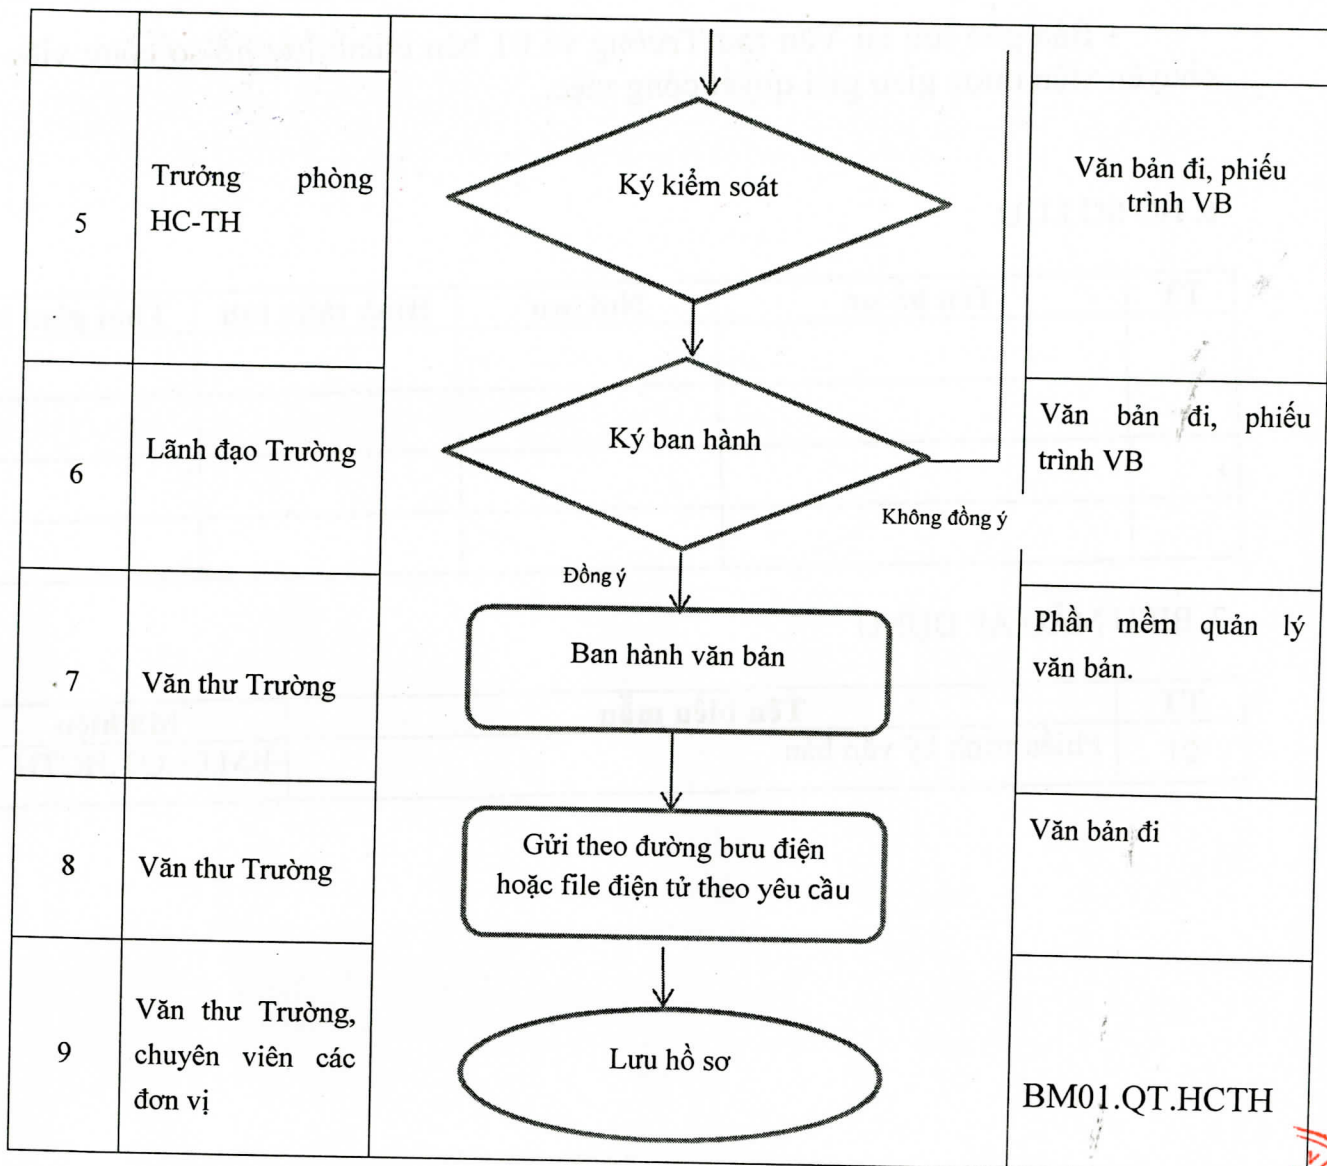 5
Trưởng phòng
HC-TH
Ký kiểm soát
Văn bản đi, phiếu
trình VB
6
Lãnh đạo Trường
Ký ban hành
Văn bản đi, phiếu
trình VB
Không đồng ý
Đồng ý
7
Văn thư Trường
Ban hành văn bản
Phần mềm quản lý
văn bản.
8
Văn thư Trường
Gửi theo đường bưu điện
hoặc file điện tử theo yêu cầu
Văn bản đi
9
Văn thư Trường,
chuyên viên các
đơn vị
Lưu hồ sơ
BM01.QT.HCTH